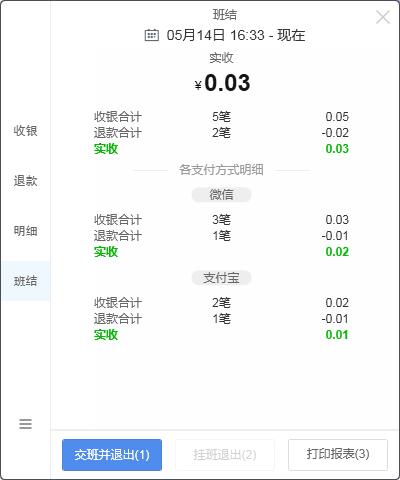 班结
05月14日 16:33 - 现在
实收
¥0.03
收银合计 5笔 0.05
退款合计 2笔 -0.02
实收 0.03
各支付方式明细
微信
收银合计 3笔 0.03
退款合计 1笔 -0.01
实收 0.02
支付宝
收银合计 2笔 0.02
退款合计 1笔 -0.01
实收 0.01
收银
退款
明细
班结
交班并退出(1) 挂班退出(2) 打印报表(3)